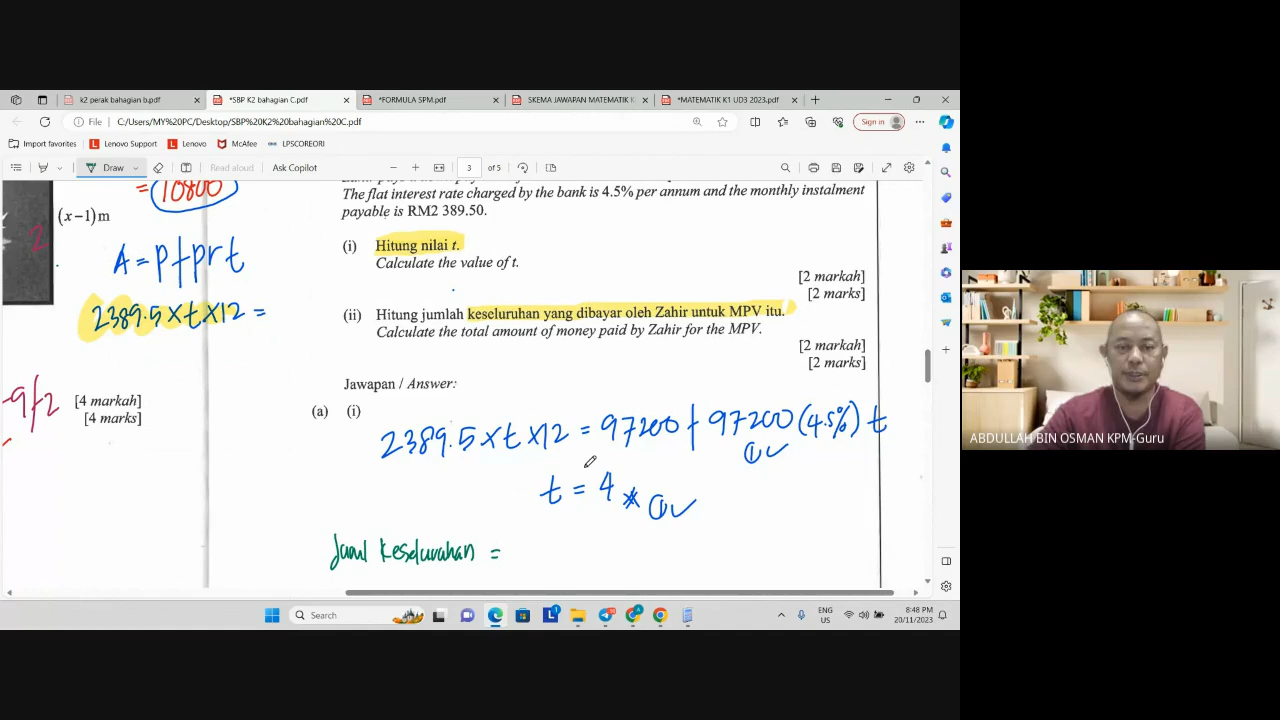 k2 perak bahagian b.pdf
*SBP K2 bahagian C.pdf
*FORMULA SPM.pdf
SKEMA JAWAPAN MATEMATIK K
*MATEMATIK K1 UD3 2023.pdf
File C:/Users/MY%20PC/Desktop/SBP%20K2%20bahagian%20C.pdf
Sign in
Import favorites
Lenovo Support
Lenovo
McAfee
LPSCOREORI
Draw
Read aloud
Ask Copilot
3 of 5
= 10800
(x−1)m
2
A = P + Prt
2389.5 × t × 12 =
[4 markah]
[4 marks]
The flat interest rate charged by the bank is 4.5% per annum and the monthly instalment
payable is RM2 389.50.
(i) Hitung nilai t.
Calculate the value of t.
[2 markah]
[2 marks]
(ii) Hitung jumlah keseluruhan yang dibayar oleh Zahir untuk MPV itu.
Calculate the total amount of money paid by Zahir for the MPV.
[2 markah]
[2 marks]
Jawapan / Answer:
(a) (i)
2389.5 × t × 12 = 97200 + 97200 (4.5%) t
① ✓
t = 4 * ① ✓
keseluruhan =
Search
ENG
US
8:48 PM
20/11/2023
ABDULLAH BIN OSMAN KPM-Guru